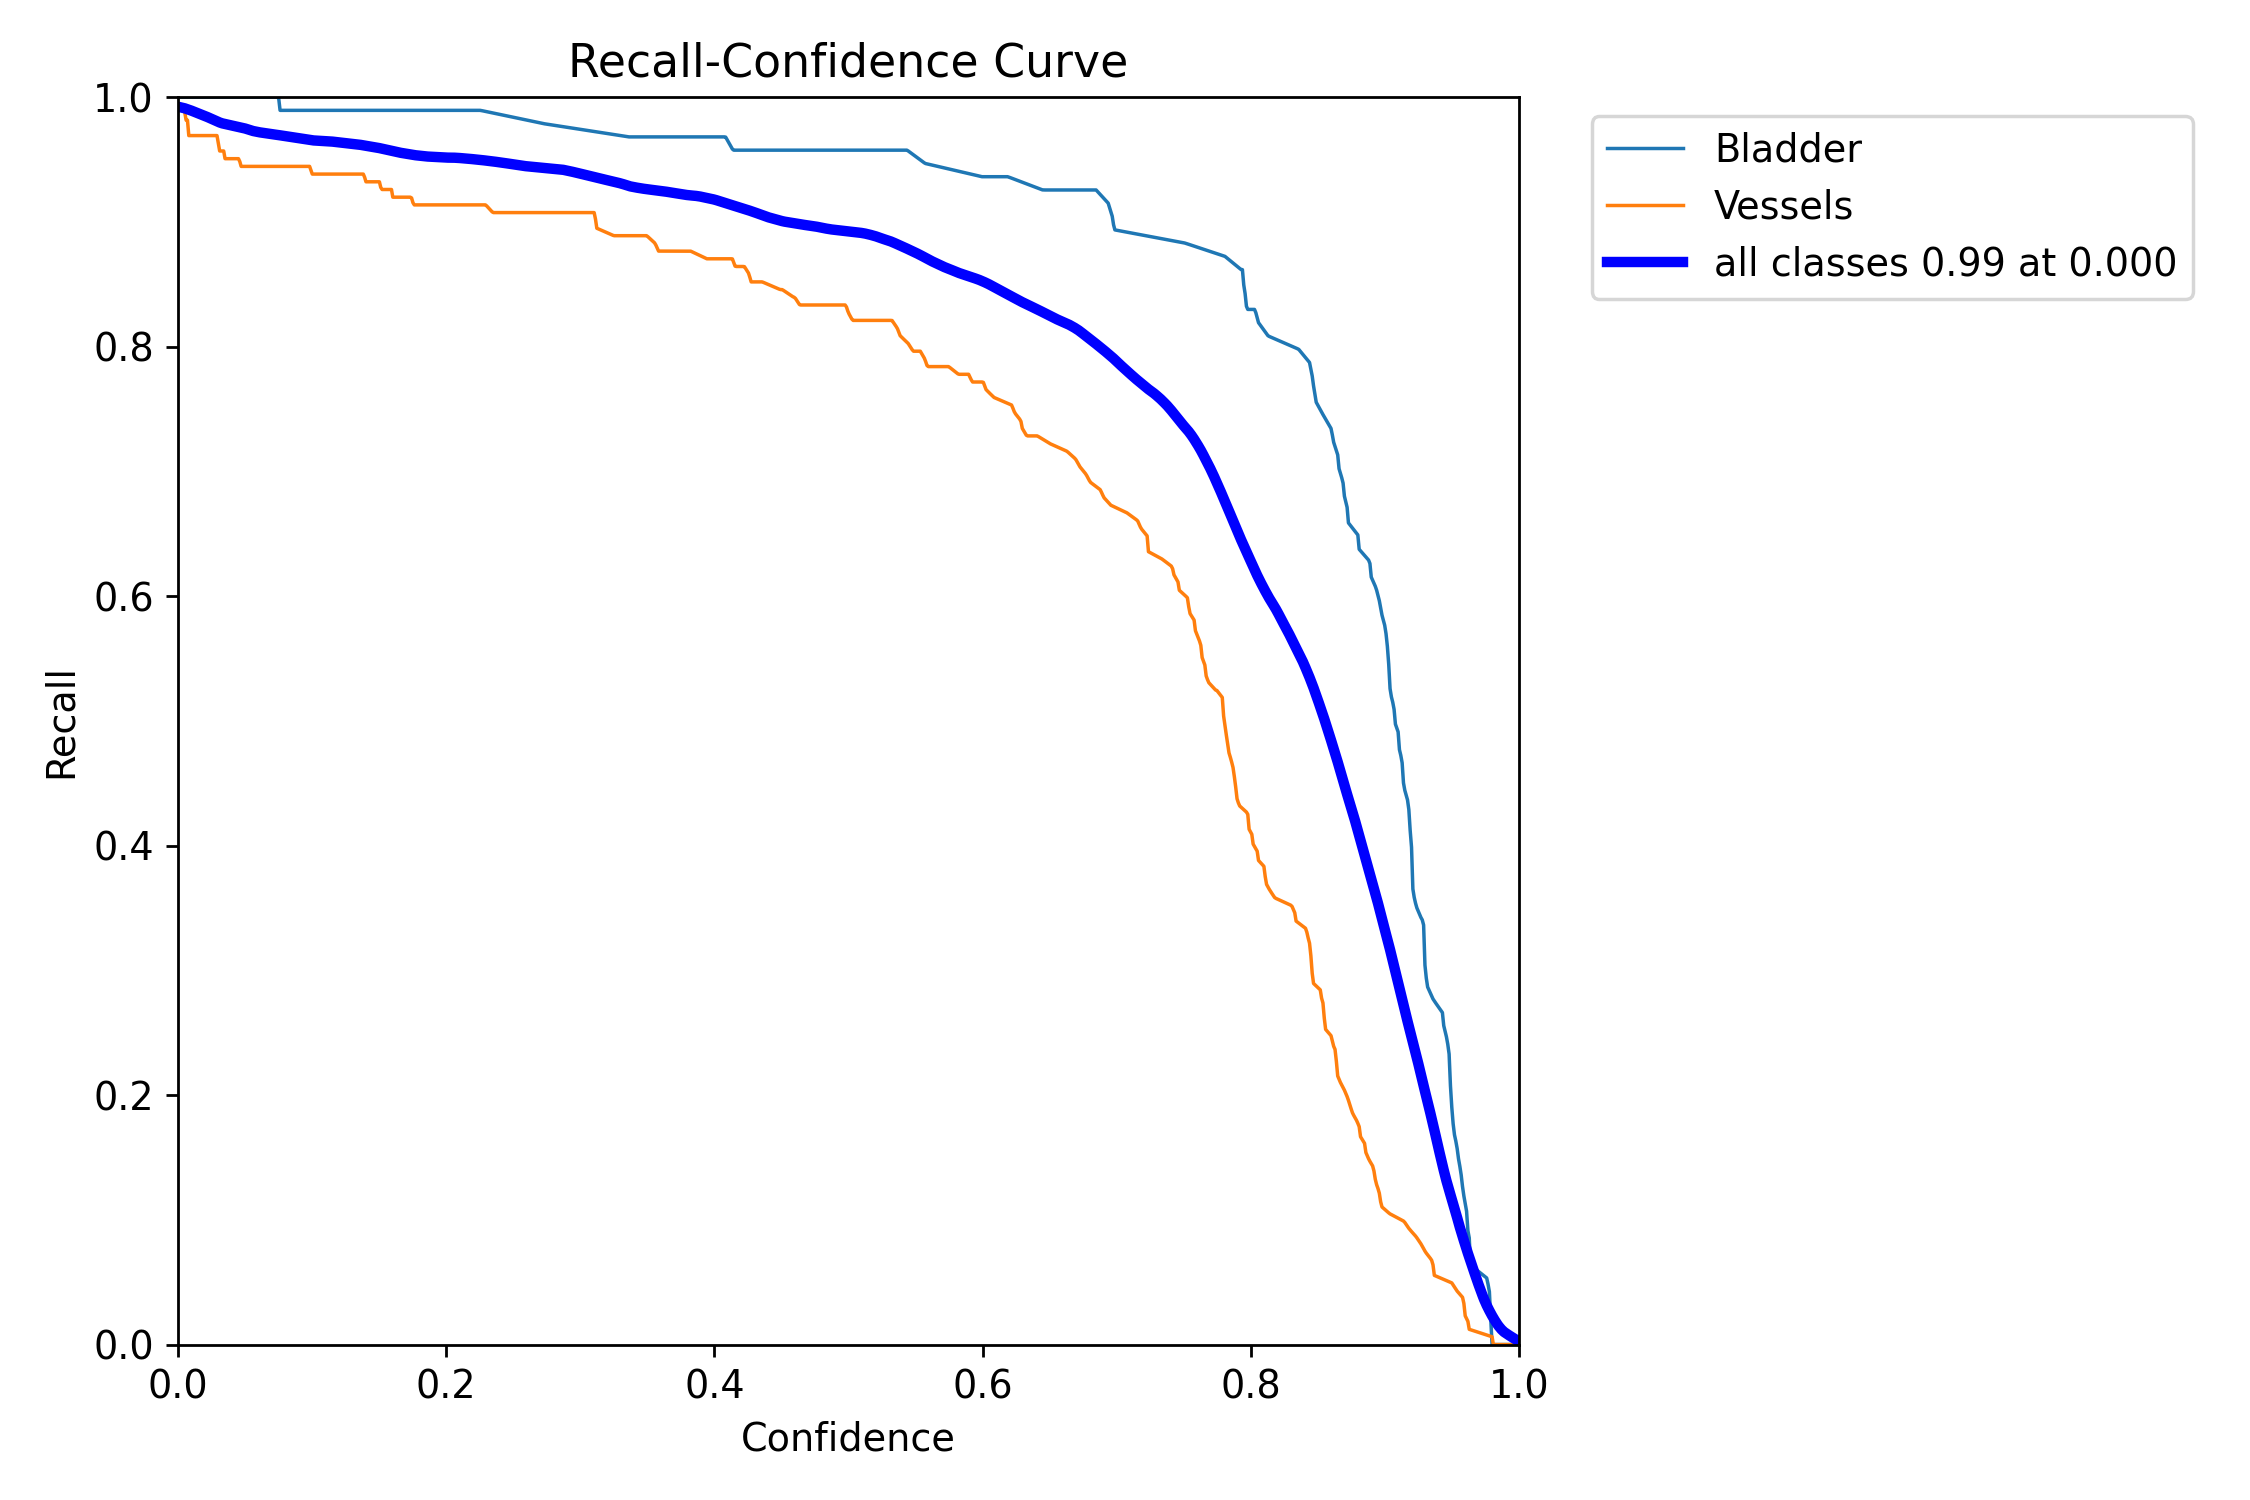 Recall-Confidence Curve
1.0
0.8
0.6
0.4
0.2
0.0
Recall
0.0 0.2 0.4 0.6 0.8 1.0
Confidence
Bladder
Vessels
all classes 0.99 at 0.000